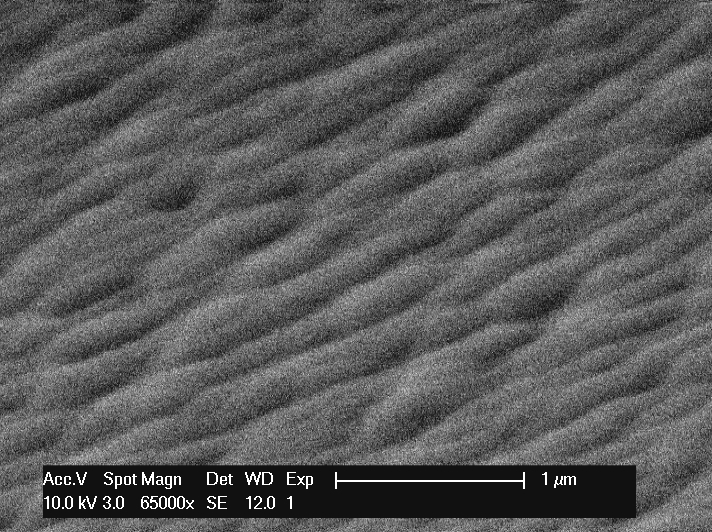 Acc.V Spot Magn Det WD Exp 1 µm
10.0 kV 3.0 65000x SE 12.0 1